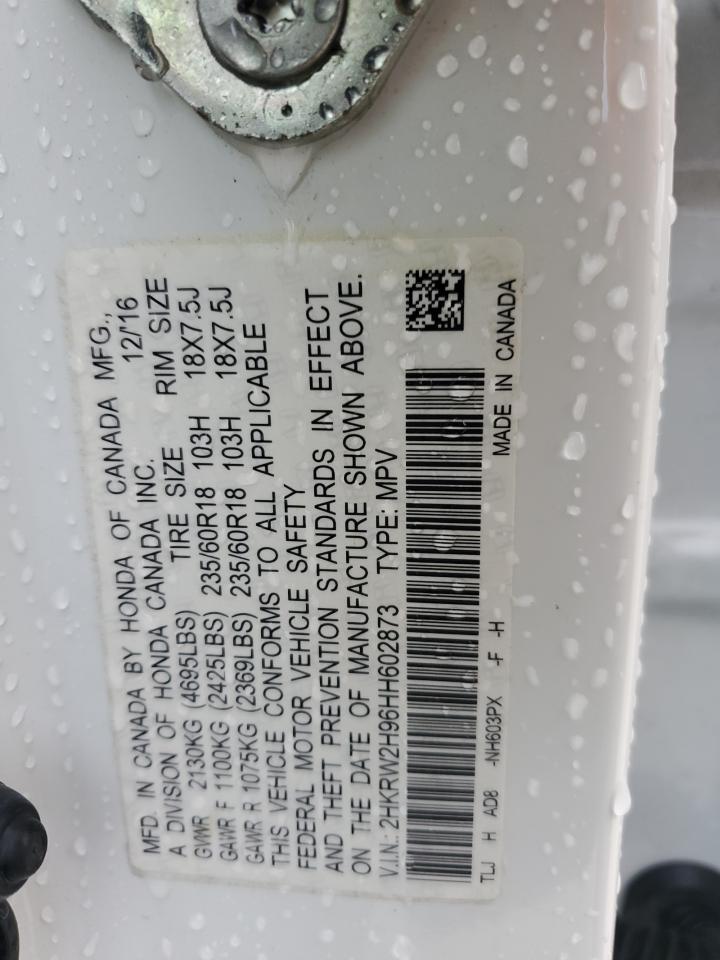 MFD. IN CANADA BY HONDA OF CANADA MFG.,
A DIVISION OF HONDA CANADA INC. 12/'16
TIRE SIZE RIM SIZE
GVWR 2130KG (4695LBS)
GAWR F 1100KG (2425LBS) 235/60R18 103H 18X7.5J
GAWR R 1075KG (2369LBS) 235/60R18 103H 18X7.5J
THIS VEHICLE CONFORMS TO ALL APPLICABLE
FEDERAL MOTOR VEHICLE SAFETY
AND THEFT PREVENTION STANDARDS IN EFFECT
ON THE DATE OF MANUFACTURE SHOWN ABOVE.
V.I.N. 2HKRW2H96HH602873 TYPE: MPV
TLJ H AD8 -NH603PX -F -H MADE IN CANADA